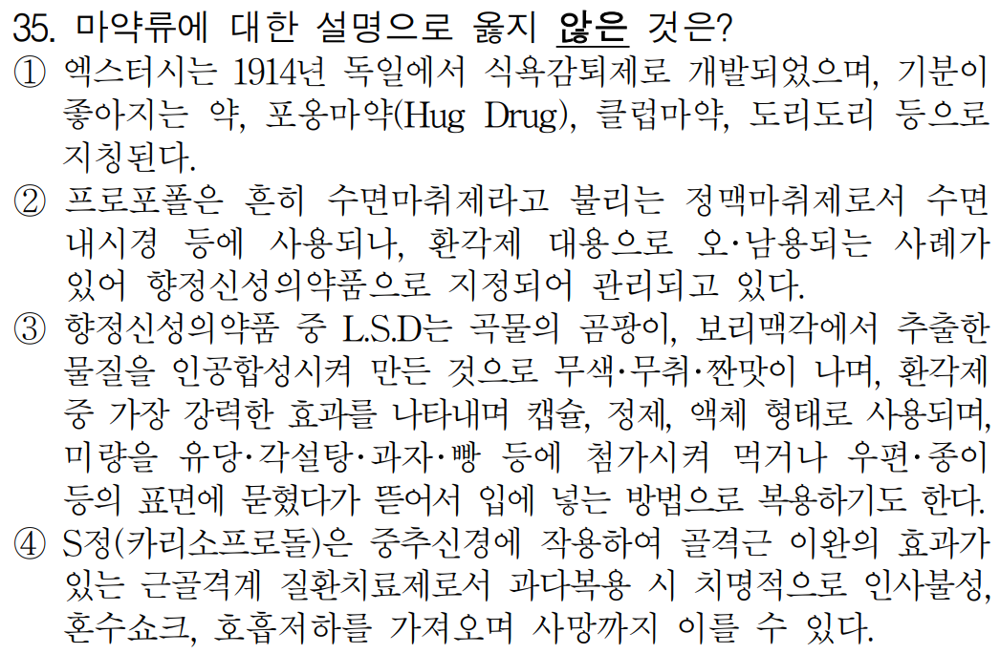 35. 마약류에 대한 설명으로 옳지 않은 것은?
① 엑스터시는 1914년 독일에서 식욕감퇴제로 개발되었으며, 기분이
좋아지는 약, 포옹마약(Hug Drug), 클럽마약, 도리도리 등으로
지칭된다.
② 프로포폴은 흔히 수면마취제라고 불리는 정맥마취제로서 수면
내시경 등에 사용되나, 환각제 대용으로 오·남용되는 사례가
있어 향정신성의약품으로 지정되어 관리되고 있다.
③ 향정신성의약품 중 L.S.D는 곡물의 곰팡이, 보리맥각에서 추출한
물질을 인공합성시켜 만든 것으로 무색·무취·짠맛이 나며, 환각제
중 가장 강력한 효과를 나타내며 캡슐, 정제, 액체 형태로 사용되며,
미량을 유당·각설탕·과자·빵 등에 첨가시켜 먹거나 우편·종이
등의 표면에 묻혔다가 뜯어서 입에 넣는 방법으로 복용하기도 한다.
④ S정(카리소프로돌)은 중추신경에 작용하여 골격근 이완의 효과가
있는 근골격계 질환치료제로서 과다복용 시 치명적으로 인사불성,
혼수쇼크, 호흡저하를 가져오며 사망까지 이를 수 있다.